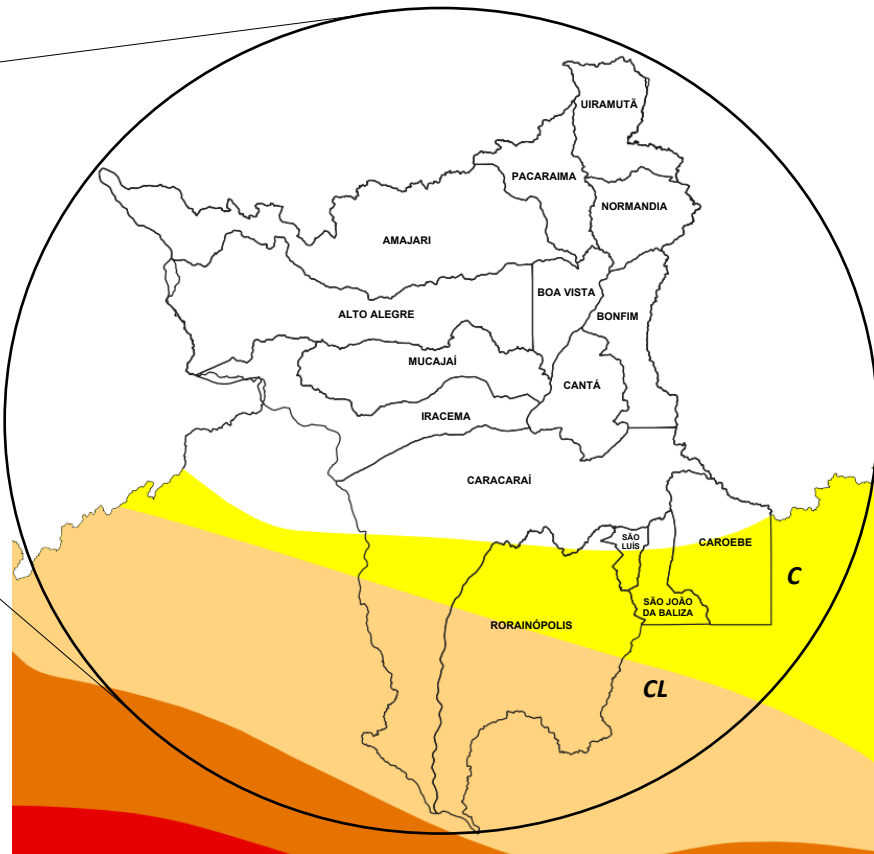 UIRAMUTÃ
PACARAIMA
NORMANDIA
AMAJARI
BOA VISTA
ALTO ALEGRE
BONFIM
MUCAJAÍ
CANTÁ
IRACEMA
CARACARAÍ
SÃO
LUÍS
CAROEBE
C
SÃO JOÃO
DA BALIZA
RORAINÓPOLIS
CL